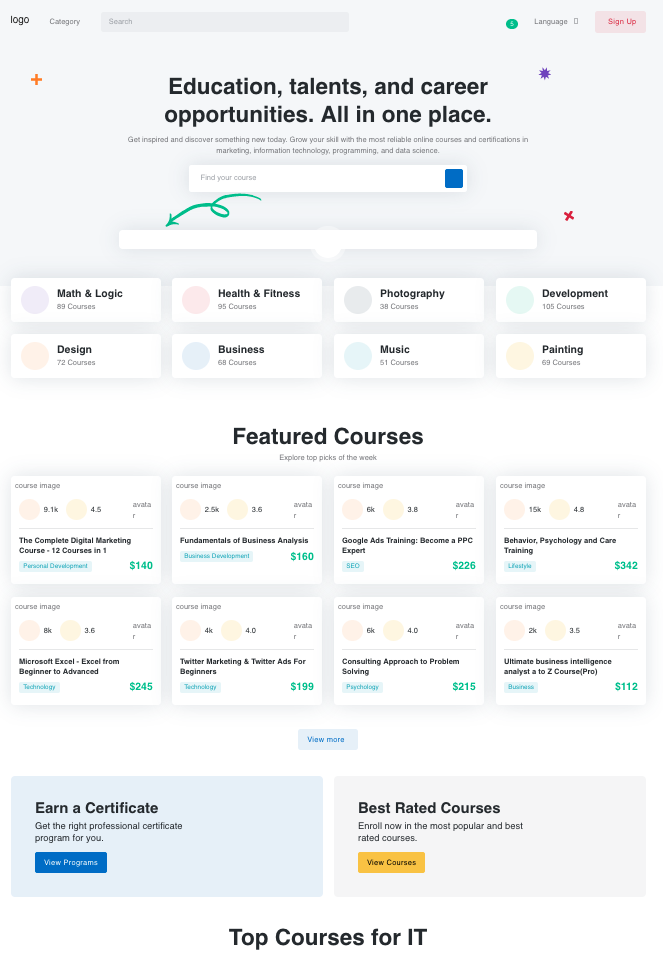 logo
Category
Search
5
Language
Sign Up
Education, talents, and career
opportunities. All in one place.
Get inspired and discover something new today. Grow your skill with the most reliable online courses and certifications in
marketing, information technology, programming, and data science.
Find your course
Math & Logic
89 Courses
Health & Fitness
95 Courses
Photography
38 Courses
Development
105 Courses
Design
72 Courses
Business
68 Courses
Music
51 Courses
Painting
69 Courses
Featured Courses
Explore top picks of the week
course image
9.1k
4.5
avata
r
The Complete Digital Marketing
Course - 12 Courses in 1
Personal Development
$140
course image
2.5k
3.6
avata
r
Fundamentals of Business Analysis
Business Development
$160
course image
6k
3.8
avata
r
Google Ads Training: Become a PPC
Expert
SEO
$226
course image
15k
4.8
avata
r
Behavior, Psychology and Care
Training
Lifestyle
$342
course image
8k
3.6
avata
r
Microsoft Excel - Excel from
Beginner to Advanced
Technology
$245
course image
4k
4.0
avata
r
Twitter Marketing & Twitter Ads For
Beginners
Technology
$199
course image
6k
4.0
avata
r
Consulting Approach to Problem
Solving
Psychology
$215
course image
2k
3.5
avata
r
Ultimate business intelligence
analyst a to Z Course(Pro)
Business
$112
View more
Earn a Certificate
Get the right professional certificate
program for you.
View Programs
Best Rated Courses
Enroll now in the most popular and best
rated courses.
View Courses
Top Courses for IT